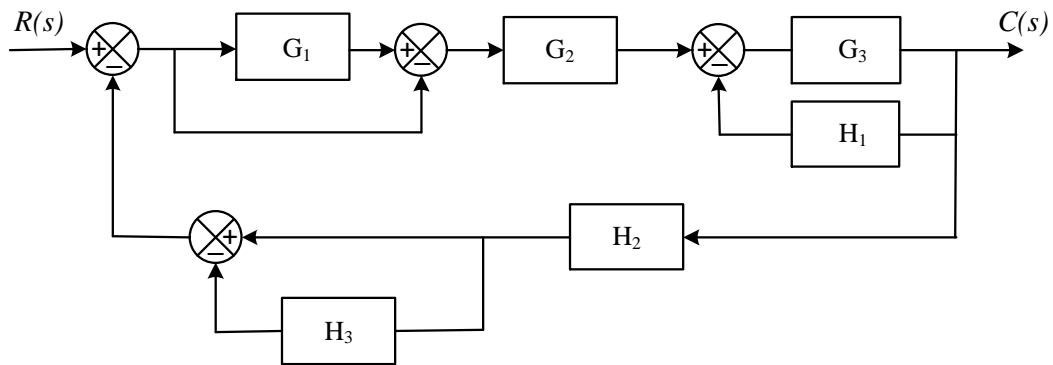 R(s)
C(s)
+
−
G₁
+
−
G₂
+
−
G₃
H₁
+
−
H₂
H₃